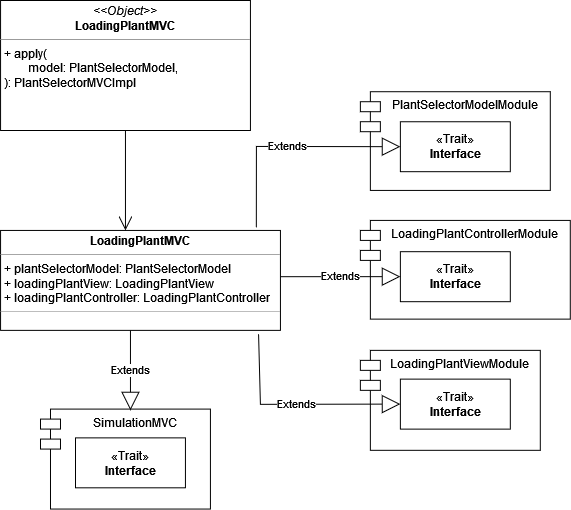 <<Object>>
LoadingPlantMVC
+ apply(
model: PlantSelectorModel,
): PlantSelectorMVCImpl
PlantSelectorModelModule
«Trait»
Interface
Extends
LoadingPlantMVC
+ plantSelectorModel: PlantSelectorModel
+ loadingPlantView: LoadingPlantView
+ loadingPlantController: LoadingPlantController
Extends
LoadingPlantControllerModule
«Trait»
Interface
Extends
LoadingPlantViewModule
«Trait»
Interface
Extends
SimulationMVC
«Trait»
Interface